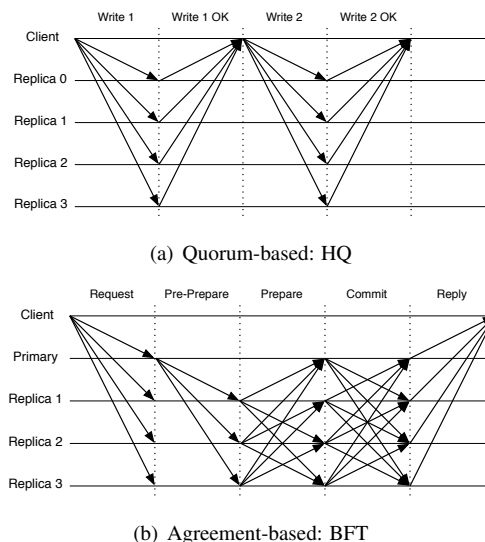 Write 1 Write 1 OK Write 2 Write 2 OK
Client
Replica 0
Replica 1
Replica 2
Replica 3
(a) Quorum-based: HQ
Request Pre-Prepare Prepare Commit Reply
Client
Primary
Replica 1
Replica 2
Replica 3
(b) Agreement-based: BFT